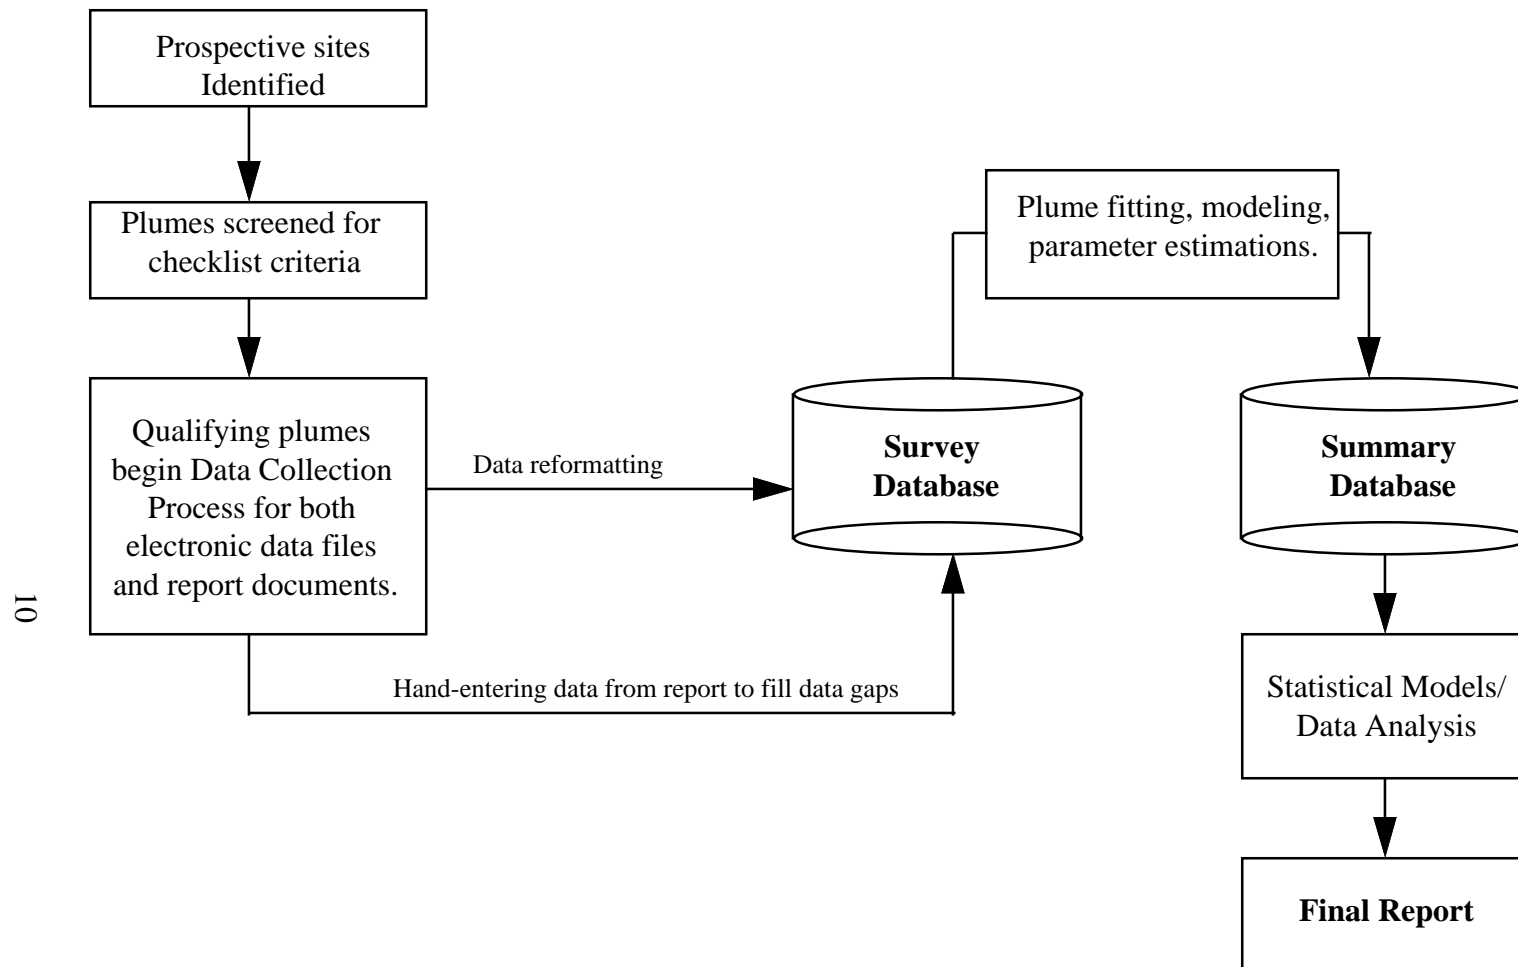 Prospective sites
Identified
Plumes screened for
checklist criteria
Qualifying plumes
begin Data Collection
Process for both
electronic data files
and report documents.
Data reformatting
Hand-entering data from report to fill data gaps
Survey
Database
Plume fitting, modeling,
parameter estimations.
Summary
Database
Statistical Models/
Data Analysis
Final Report
10